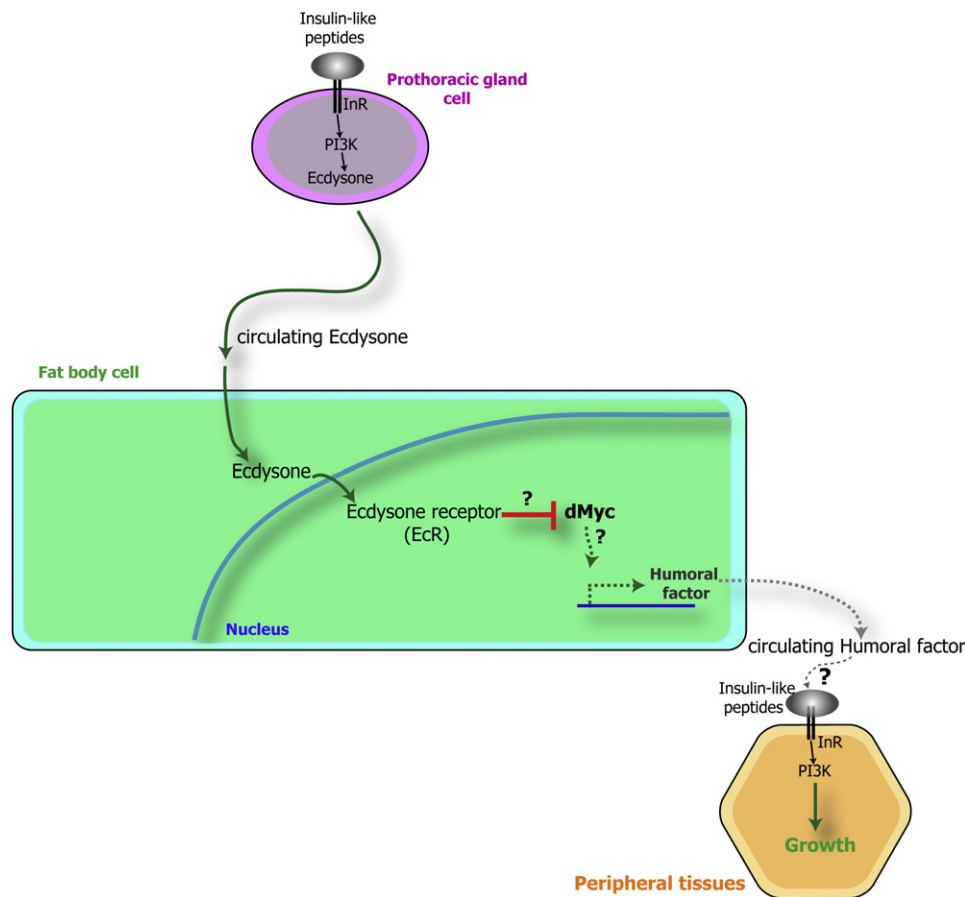 Insulin-like
peptides
Prothoracic gland
cell
InR
PI3K
Ecdysone
circulating Ecdysone
Fat body cell
Ecdysone
Ecdysone receptor
(EcR)
?
dMyc
?
Humoral
factor
Nucleus
circulating Humoral factor
?
Insulin-like
peptides
InR
PI3K
Growth
Peripheral tissues